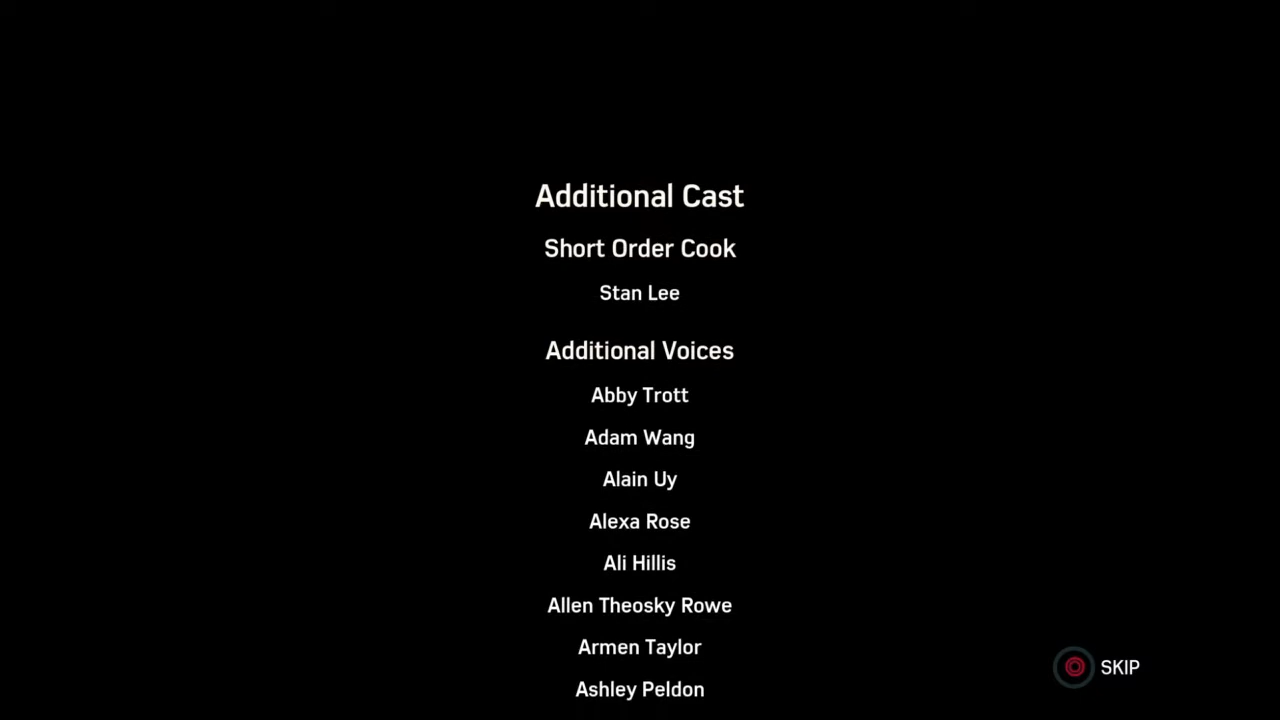 Additional Cast
Short Order Cook
Stan Lee
Additional Voices
Abby Trott
Adam Wang
Alain Uy
Alexa Rose
Ali Hillis
Allen Theosky Rowe
Armen Taylor
SKIP
Ashley Peldon